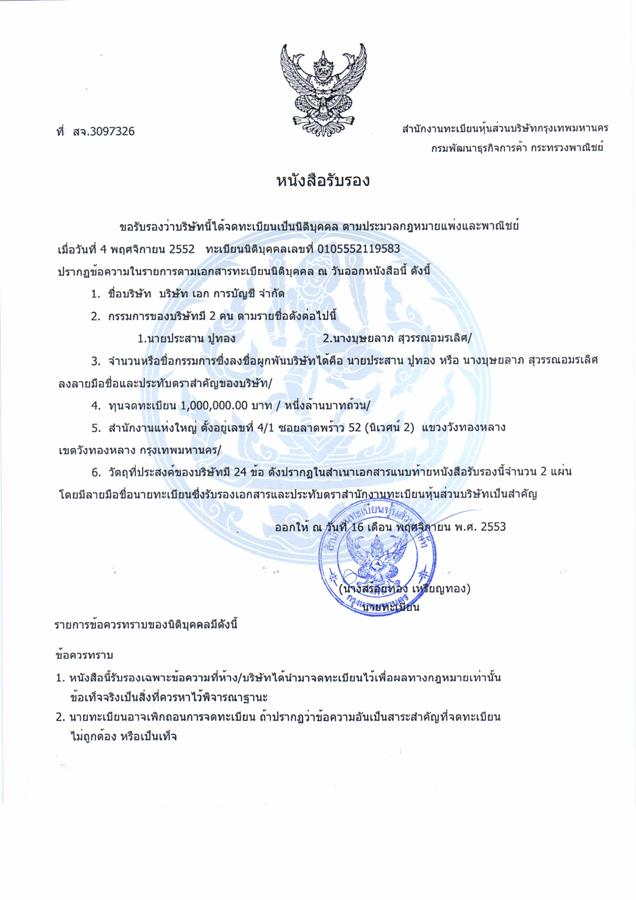 ที่ สจ.3097326
สำนักงานทะเบียนหุ้นส่วนบริษัทกรุงเทพมหานคร
กรมพัฒนาธุรกิจการค้า กระทรวงพาณิชย์
หนังสือรับรอง
ขอรับรองว่าบริษัทนี้ได้จดทะเบียนเป็นนิติบุคคล ตามประมวลกฎหมายแพ่งและพาณิชย์
เมื่อวันที่ 4 พฤศจิกายน 2552 ทะเบียนนิติบุคคลเลขที่ 0105552119583
ปรากฏข้อความในรายการตามเอกสารทะเบียนนิติบุคคล ณ วันออกหนังสือนี้ ดังนี้
1. ชื่อบริษัท บริษัท เอก การบัญชี จำกัด
2. กรรมการของบริษัทมี 2 คน ตามรายชื่อดังต่อไปนี้
1.นายประสาน ปูทอง 2.นางบุษยลาภ สุวรรณอมรเลิศ/
3. จำนวนหรือชื่อกรรมการซึ่งลงชื่อผูกพันบริษัทได้คือ นายประสาน ปูทอง หรือ นางบุษยลาภ สุวรรณอมรเลิศ
ลงลายมือชื่อและประทับตราสำคัญของบริษัท/
4. ทุนจดทะเบียน 1,000,000.00 บาท / หนึ่งล้านบาทถ้วน/
5. สำนักงานแห่งใหญ่ ตั้งอยู่เลขที่ 4/1 ซอยลาดพร้าว 52 (นิเวศน์ 2) แขวงวังทองหลาง
เขตวังทองหลาง กรุงเทพมหานคร/
6. วัตถุที่ประสงค์ของบริษัทมี 24 ข้อ ดังปรากฏในสำเนาเอกสารแนบท้ายหนังสือรับรองนี้จำนวน 2 แผ่น
โดยมีลายมือชื่อนายทะเบียนซึ่งรับรองเอกสารและประทับตราสำนักงานทะเบียนหุ้นส่วนบริษัทเป็นสำคัญ
ออกให้ ณ วันที่ 16 เดือน พฤศจิกายน พ.ศ. 2553
สำนักงานทะเบียนหุ้นส่วนบริษัท
กรุงเทพมหานคร
(นางสร้อยทอง เหรียญทอง)
นายทะเบียน
รายการข้อควรทราบของนิติบุคคลมีดังนี้
ข้อควรทราบ
1. หนังสือนี้รับรองเฉพาะข้อความที่ห้าง/บริษัทได้นำมาจดทะเบียนไว้เพื่อผลทางกฎหมายเท่านั้น
ข้อเท็จจริงเป็นสิ่งที่ควรหาไว้พิจารณาฐานะ
2. นายทะเบียนอาจเพิกถอนการจดทะเบียน ถ้าปรากฏว่าข้อความอันเป็นสาระสำคัญที่จดทะเบียน
ไม่ถูกต้อง หรือเป็นเท็จ